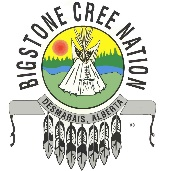 BIGSTONE CREE NATION
DESMARAIS, ALBERTA